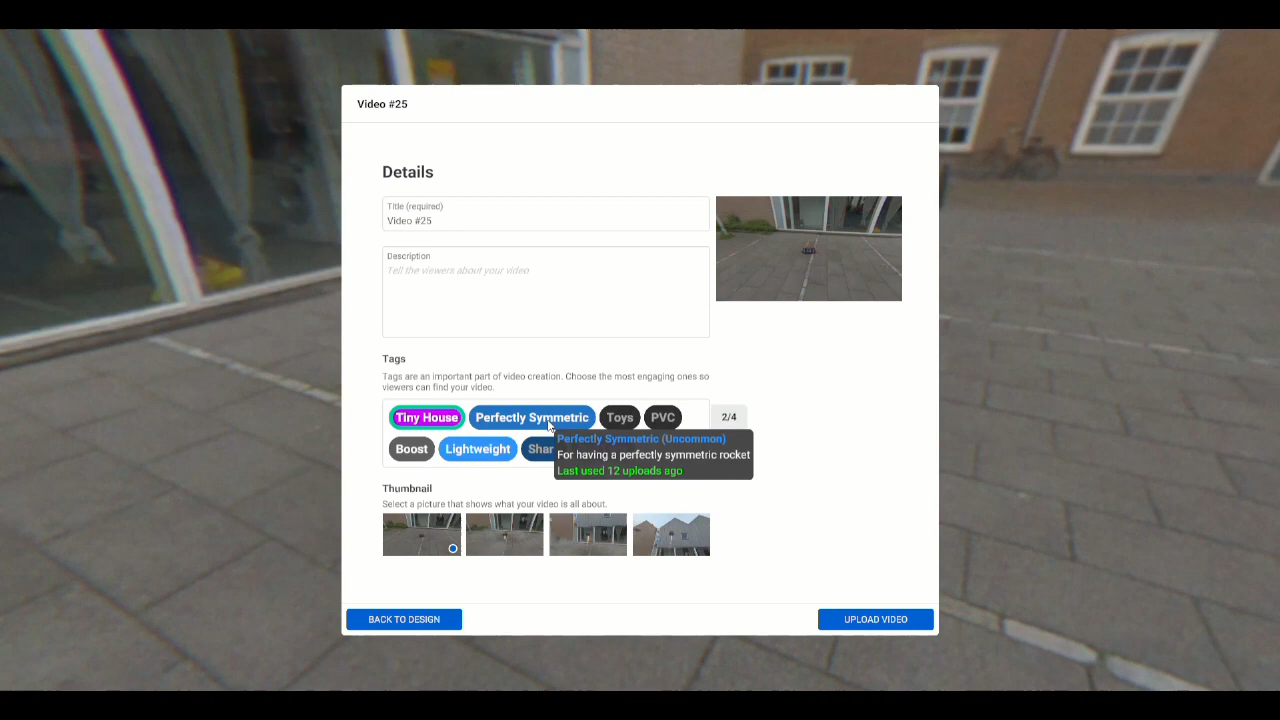 Video #25
Details
Title (required)
Video #25
Description
Tell the viewers about your video
Tags
Tags are an important part of video creation. Choose the most engaging ones so
viewers can find your video.
Tiny House
Perfectly Symmetric
Toys
PVC
2/4
Boost
Lightweight
Shar
Perfectly Symmetric (Uncommon)
For having a perfectly symmetric rocket
Last used 12 uploads ago
Thumbnail
Select a picture that shows what your video is all about.
BACK TO DESIGN
UPLOAD VIDEO